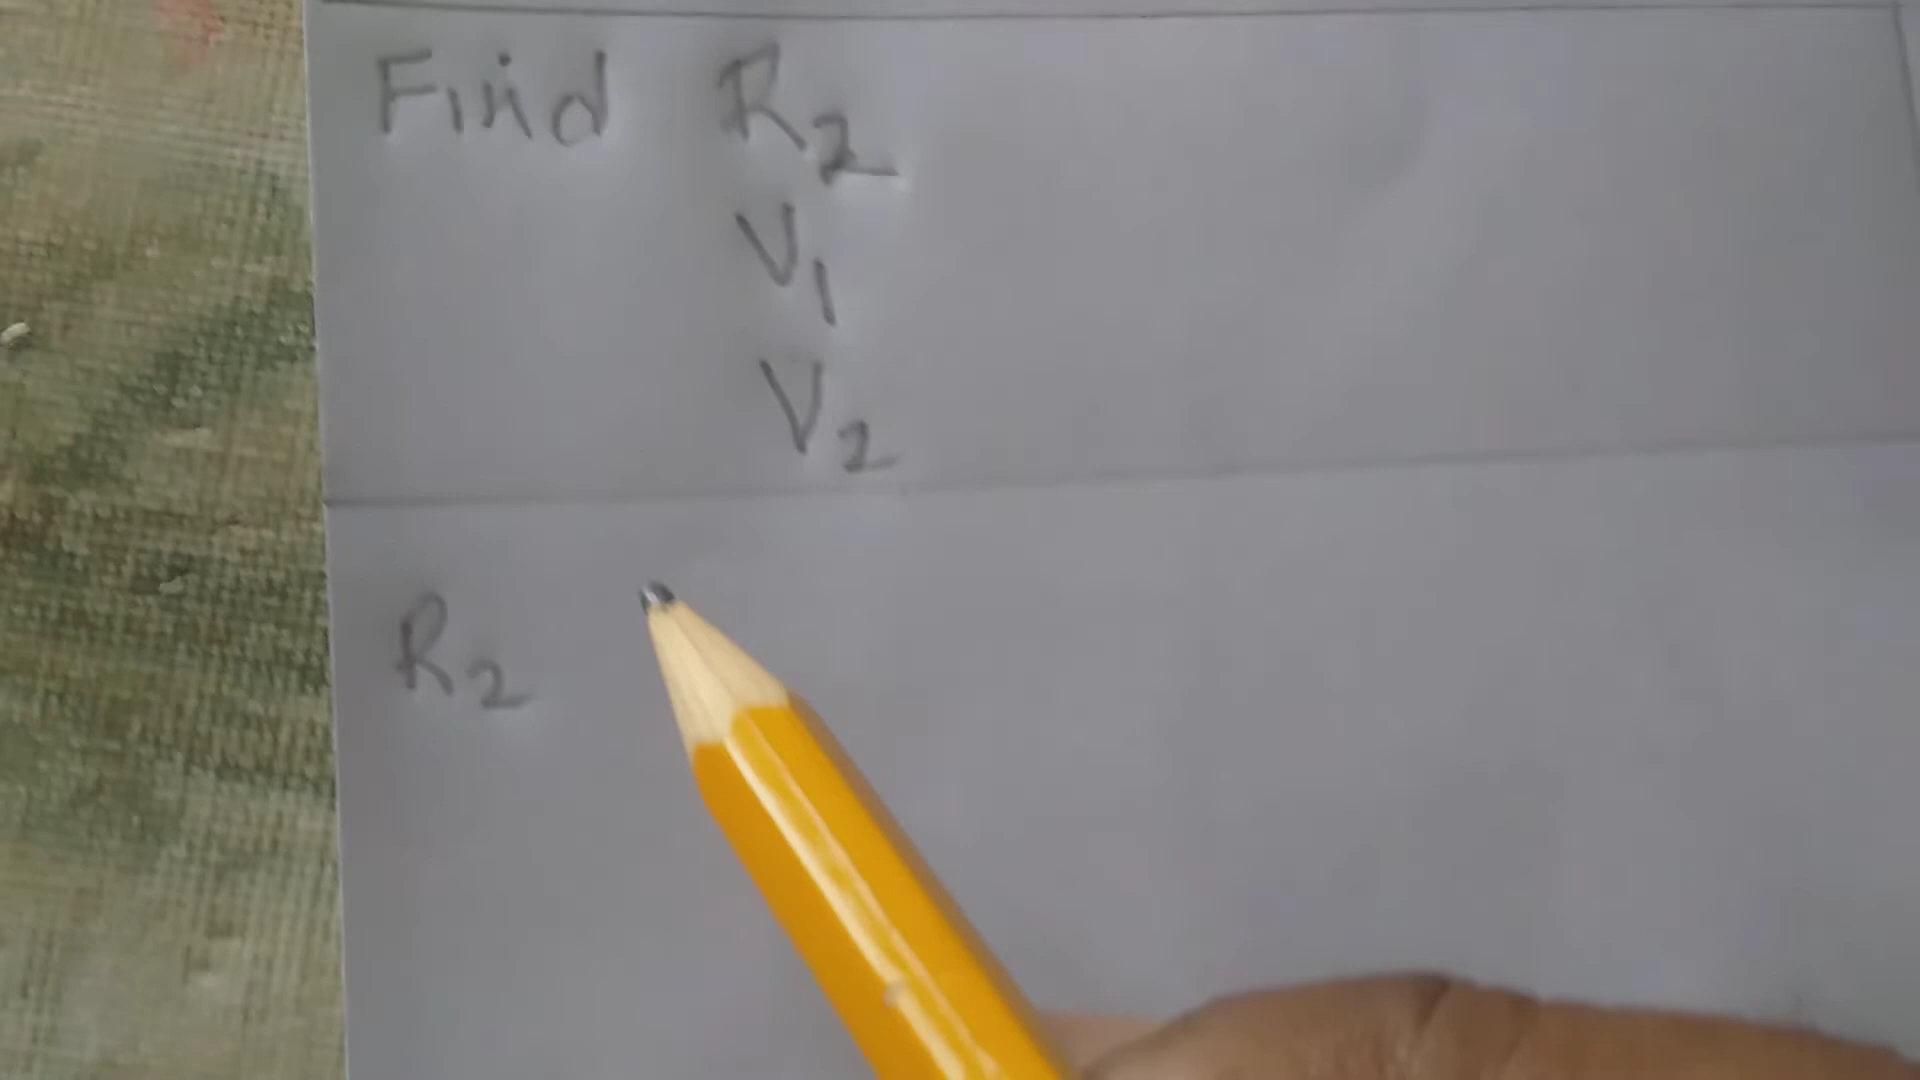 Find R₂
V₁
V₂
R₂